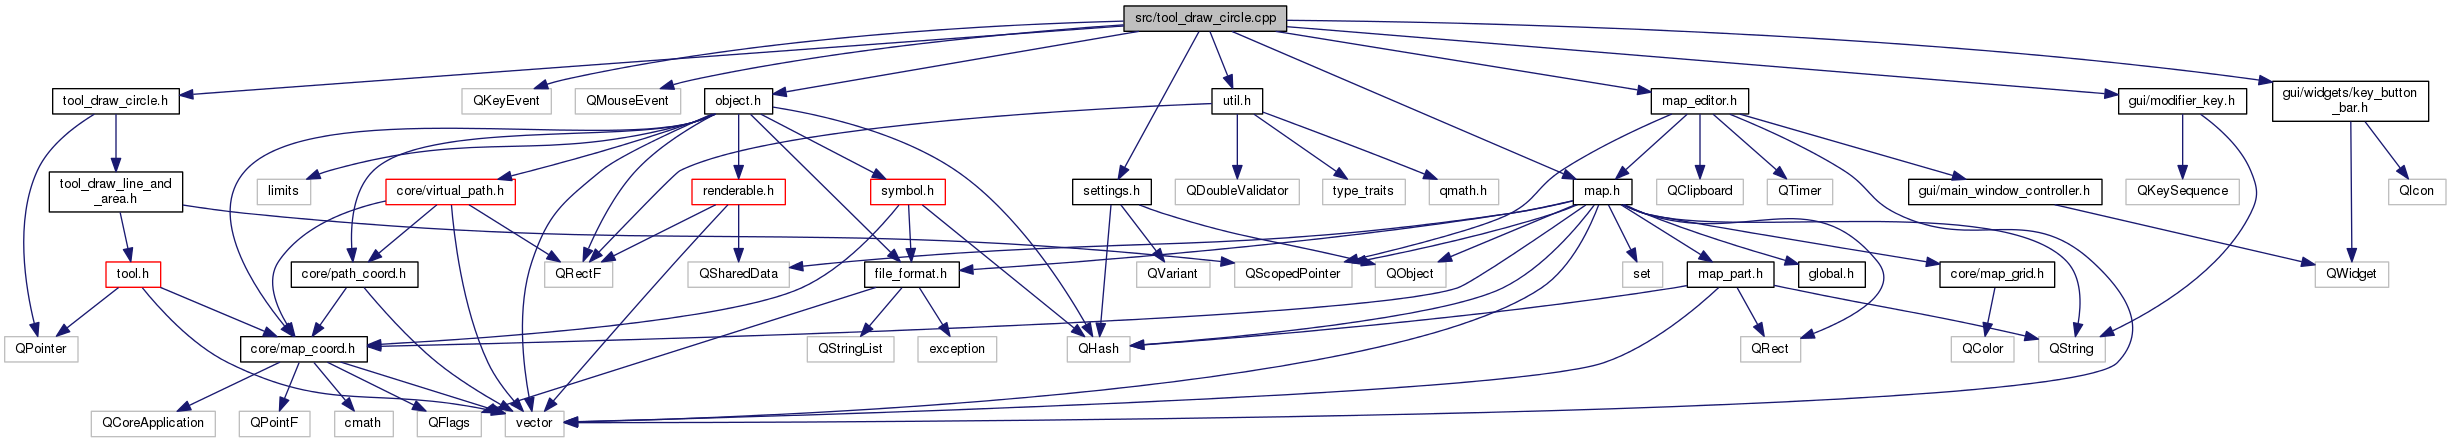 src/tool_draw_circle.cpp
tool_draw_circle.h
QKeyEvent
QMouseEvent
object.h
util.h
map_editor.h
gui/modifier_key.h
gui/widgets/key_button
_bar.h
tool_draw_line_and
_area.h
limits
core/virtual_path.h
renderable.h
symbol.h
settings.h
QDoubleValidator
type_traits
qmath.h
map.h
QClipboard
QTimer
gui/main_window_controller.h
QKeySequence
QIcon
tool.h
core/path_coord.h
QRectF
QSharedData
file_format.h
QVariant
QScopedPointer
QObject
set
map_part.h
global.h
core/map_grid.h
QWidget
QPointer
core/map_coord.h
QStringList
exception
QHash
QRect
QColor
QString
QCoreApplication
QPointF
cmath
QFlags
vector